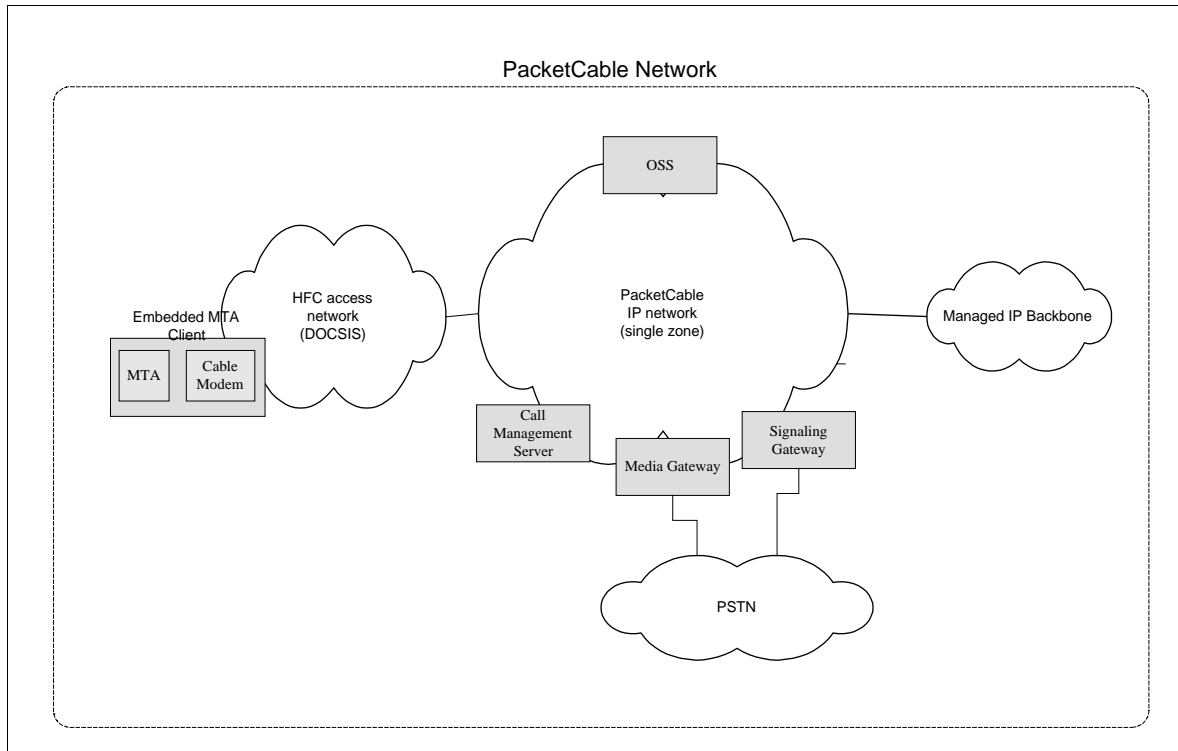 PacketCable Network
OSS
HFC access
network
(DOCSIS)
PacketCable
IP network
(single zone)
Managed IP Backbone
Embedded MTA
Client
MTA
Cable
Modem
Call
Management
Server
Media Gateway
Signaling
Gateway
PSTN